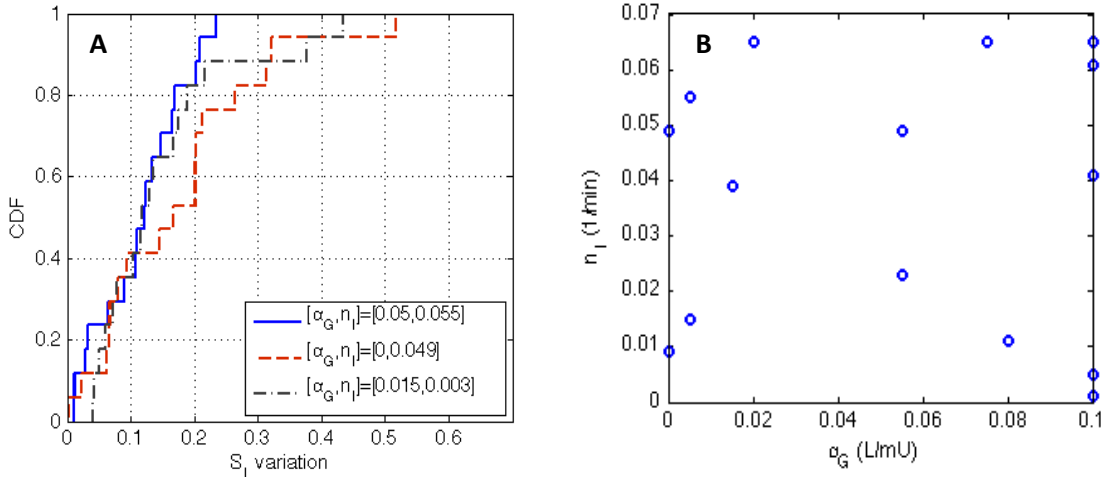 A
1
0.8
0.6
0.4
0.2
0
CDF
0 0.1 0.2 0.3 0.4 0.5 0.6
S_I variation
[α_G,n_I]=[0.05,0.055]
[α_G,n_I]=[0,0.049]
[α_G,n_I]=[0.015,0.003]
B
0.07
0.06
0.05
0.04
0.03
0.02
0.01
0
n_I (1/min)
0 0.02 0.04 0.06 0.08 0.1
α_G (L/mU)